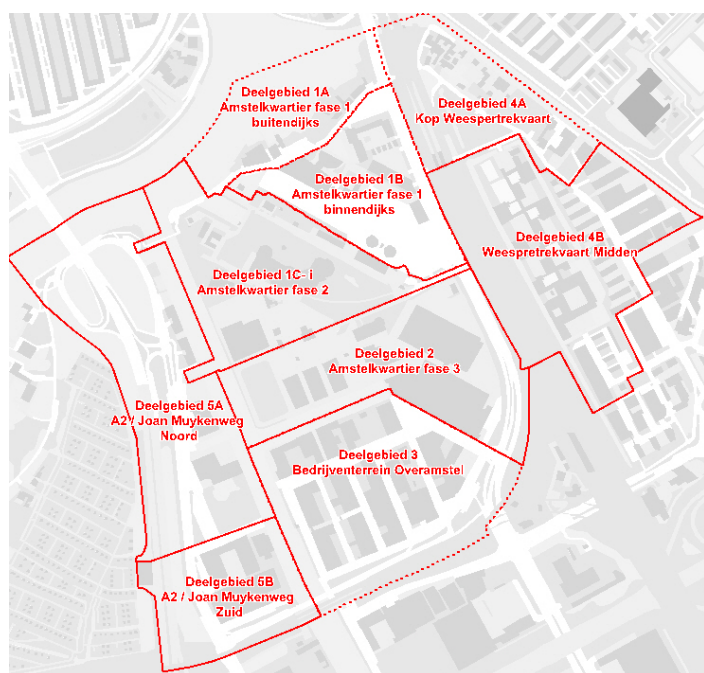 Deelgebied 1A
Amstelkwartier fase 1
buitendijks
Deelgebied 4A
Kop Weespertrekvaart
Deelgebied 1B
Amstelkwartier fase 1
binnendijks
Deelgebied 4B
Weespretrekvaart Midden
Deelgebied 1C- i
Amstelkwartier fase 2
Deelgebied 2
Amstelkwartier fase 3
Deelgebied 5A
A2 / Joan Muykenweg
Noord
Deelgebied 3
Bedrijventerrein Overamstel
Deelgebied 5B
A2 / Joan Muykenweg
Zuid